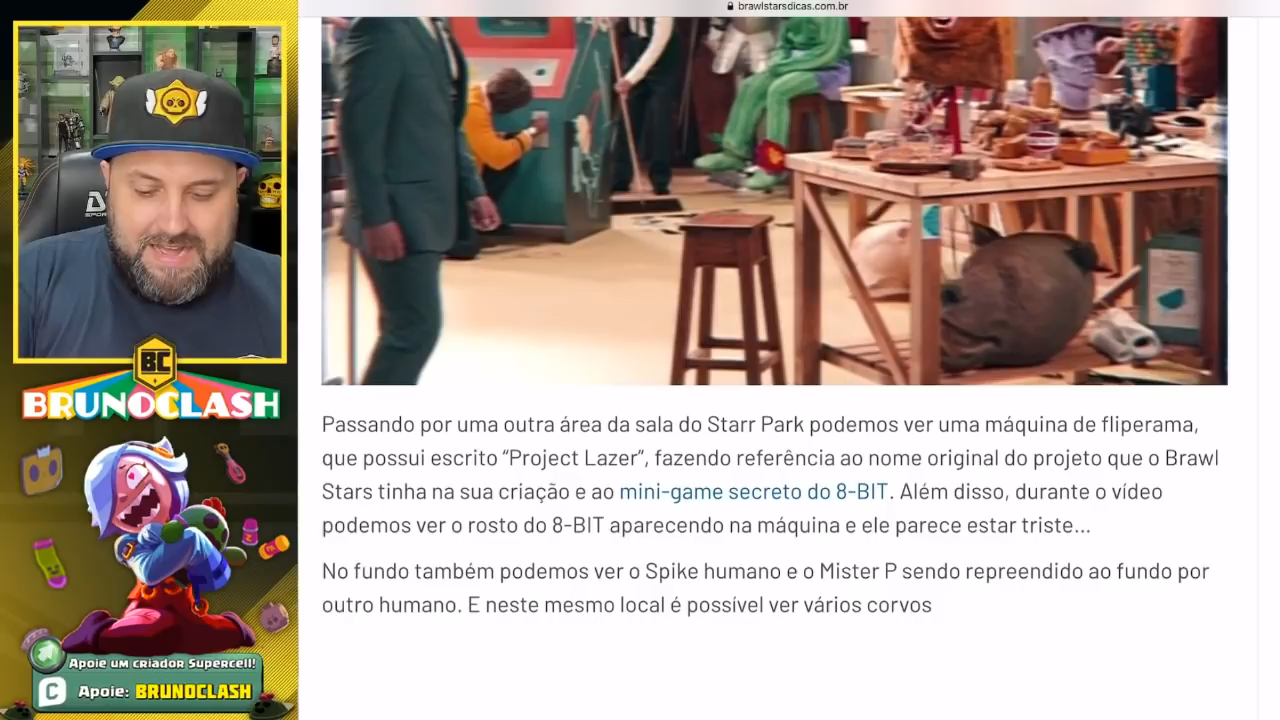 brawlstarsdicas.com.br
BC
BRUNOCLASH
Apoie um criador Supercell!
C Apoie: BRUNOCLASH
Passando por uma outra área da sala do Starr Park podemos ver uma máquina de fliperama,
que possui escrito “Project Lazer”, fazendo referência ao nome original do projeto que o Brawl
Stars tinha na sua criação e ao mini-game secreto do 8-BIT. Além disso, durante o vídeo
podemos ver o rosto do 8-BIT aparecendo na máquina e ele parece estar triste...
No fundo também podemos ver o Spike humano e o Mister P sendo repreendido ao fundo por
outro humano. E neste mesmo local é possível ver vários corvos